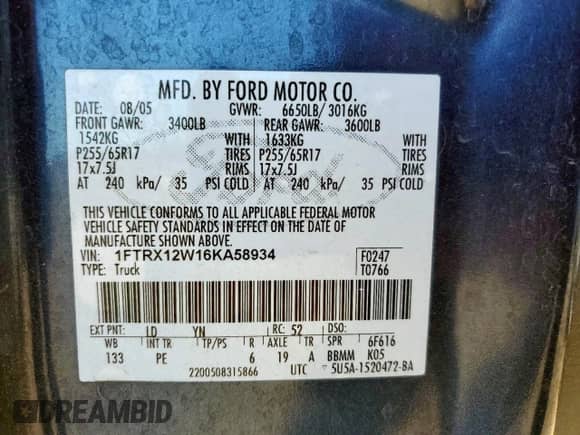 MFD. BY FORD MOTOR CO.
DATE: 08/05 GVWR: 6650LB/ 3016KG
FRONT GAWR: 3400LB REAR GAWR: 3600LB
1542KG WITH 1633KG WITH
P255/65R17 TIRES P255/65R17 TIRES
17x7.5J RIMS 17x7.5J RIMS
AT 240 kPa/ 35 PSI COLD AT 240 kPa/ 35 PSI COLD
THIS VEHICLE CONFORMS TO ALL APPLICABLE FEDERAL MOTOR
VEHICLE SAFETY STANDARDS IN EFFECT ON THE DATE OF
MANUFACTURE SHOWN ABOVE.
VIN: 1FTRX12W16KA58934 F0247
TYPE: Truck T0766
EXT PNT: LD YN RC: 52 DSO:
WB INT TR TP/PS R AXLE TR SPR 6F616
133 PE 6 19 A BBMM K05
2200508315866 UTC 5U5A-1520472-BA
DREAMBID